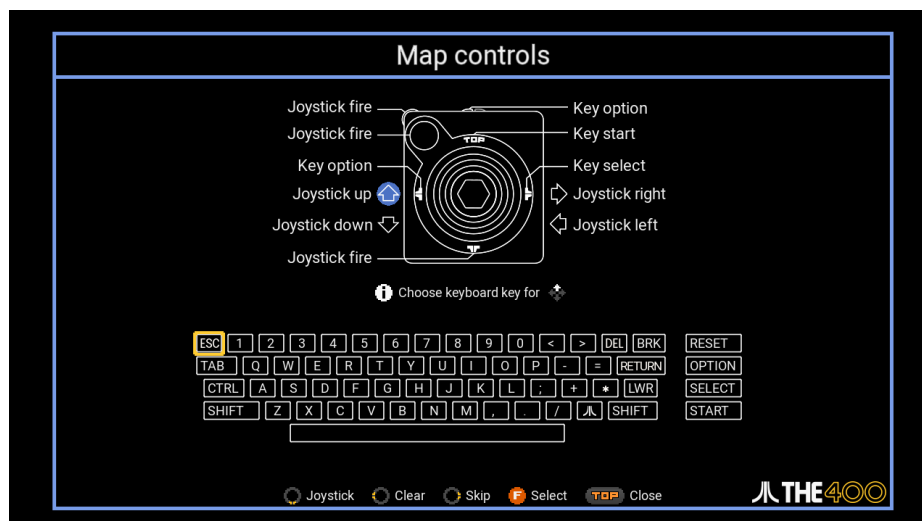 Map controls
Joystick fire
Key option
Joystick fire
TOP
Key start
Key option
Key select
Joystick up
Joystick right
Joystick down
Joystick left
Joystick fire
i Choose keyboard key for
ESC 1 2 3 4 5 6 7 8 9 0 < > DEL BRK RESET
TAB Q W E R T Y U I O P - = RETURN OPTION
CTRL A S D F G H J K L ; + * LWR SELECT
SHIFT Z X C V B N M , . / SHIFT START
Joystick Clear Skip F Select TOP Close
THE400